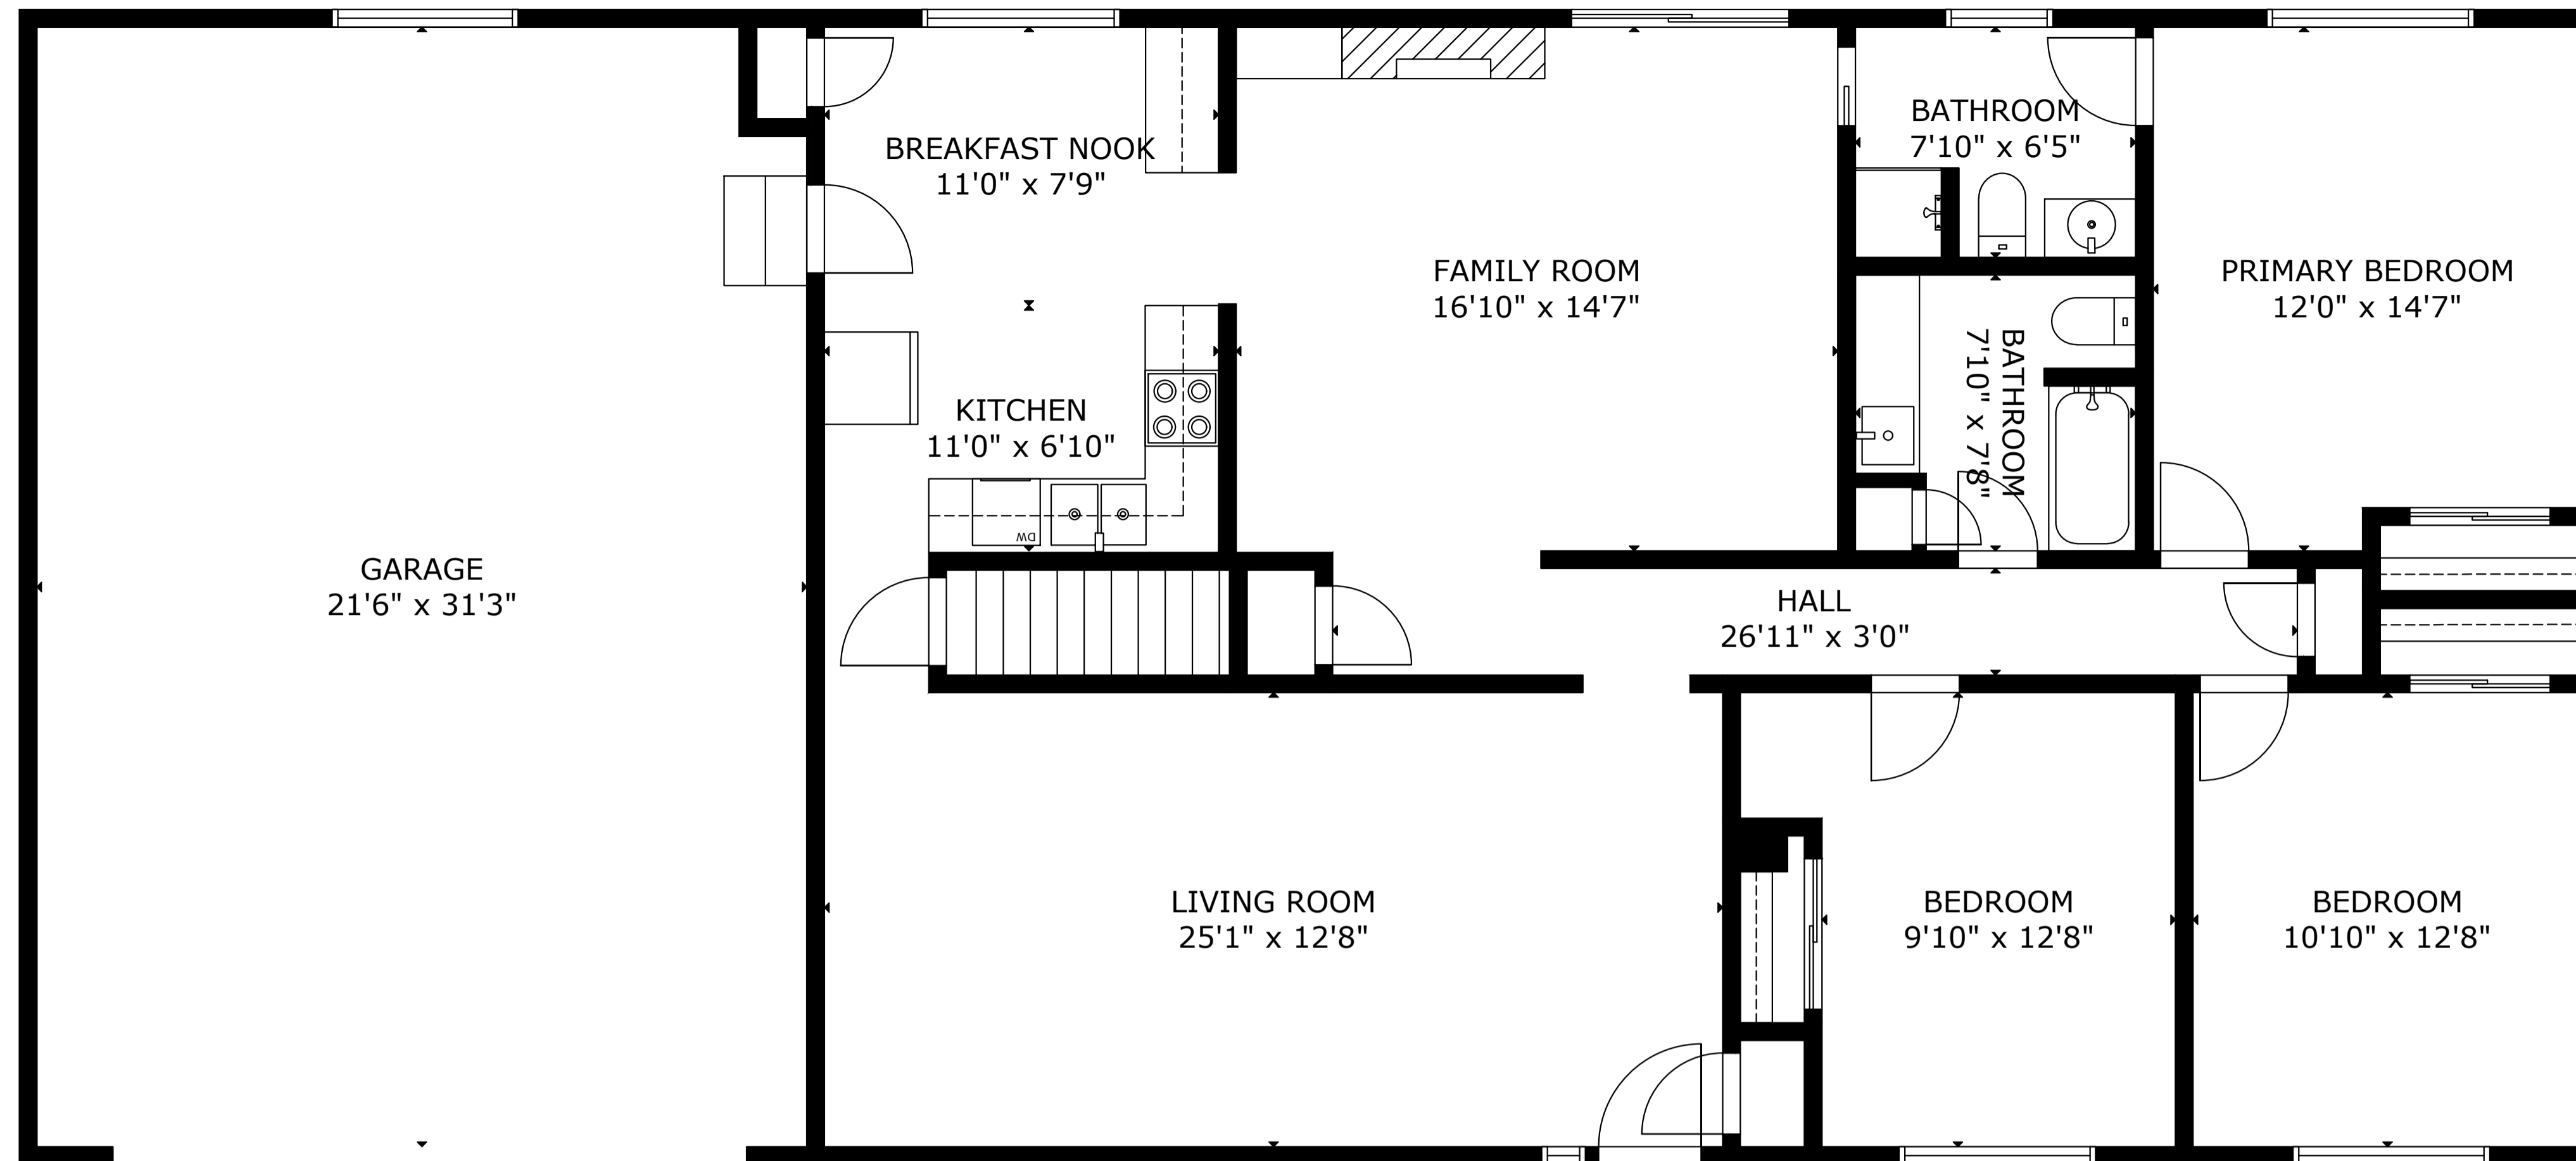 BREAKFAST NOOK
11'0" x 7'9"
BATHROOM
7'10" x 6'5"
FAMILY ROOM
16'10" x 14'7"
PRIMARY BEDROOM
12'0" x 14'7"
KITCHEN
11'0" x 6'10"
BATHROOM
7'10" x 7'8"
DW
GARAGE
21'6" x 31'3"
HALL
26'11" x 3'0"
LIVING ROOM
25'1" x 12'8"
BEDROOM
9'10" x 12'8"
BEDROOM
10'10" x 12'8"